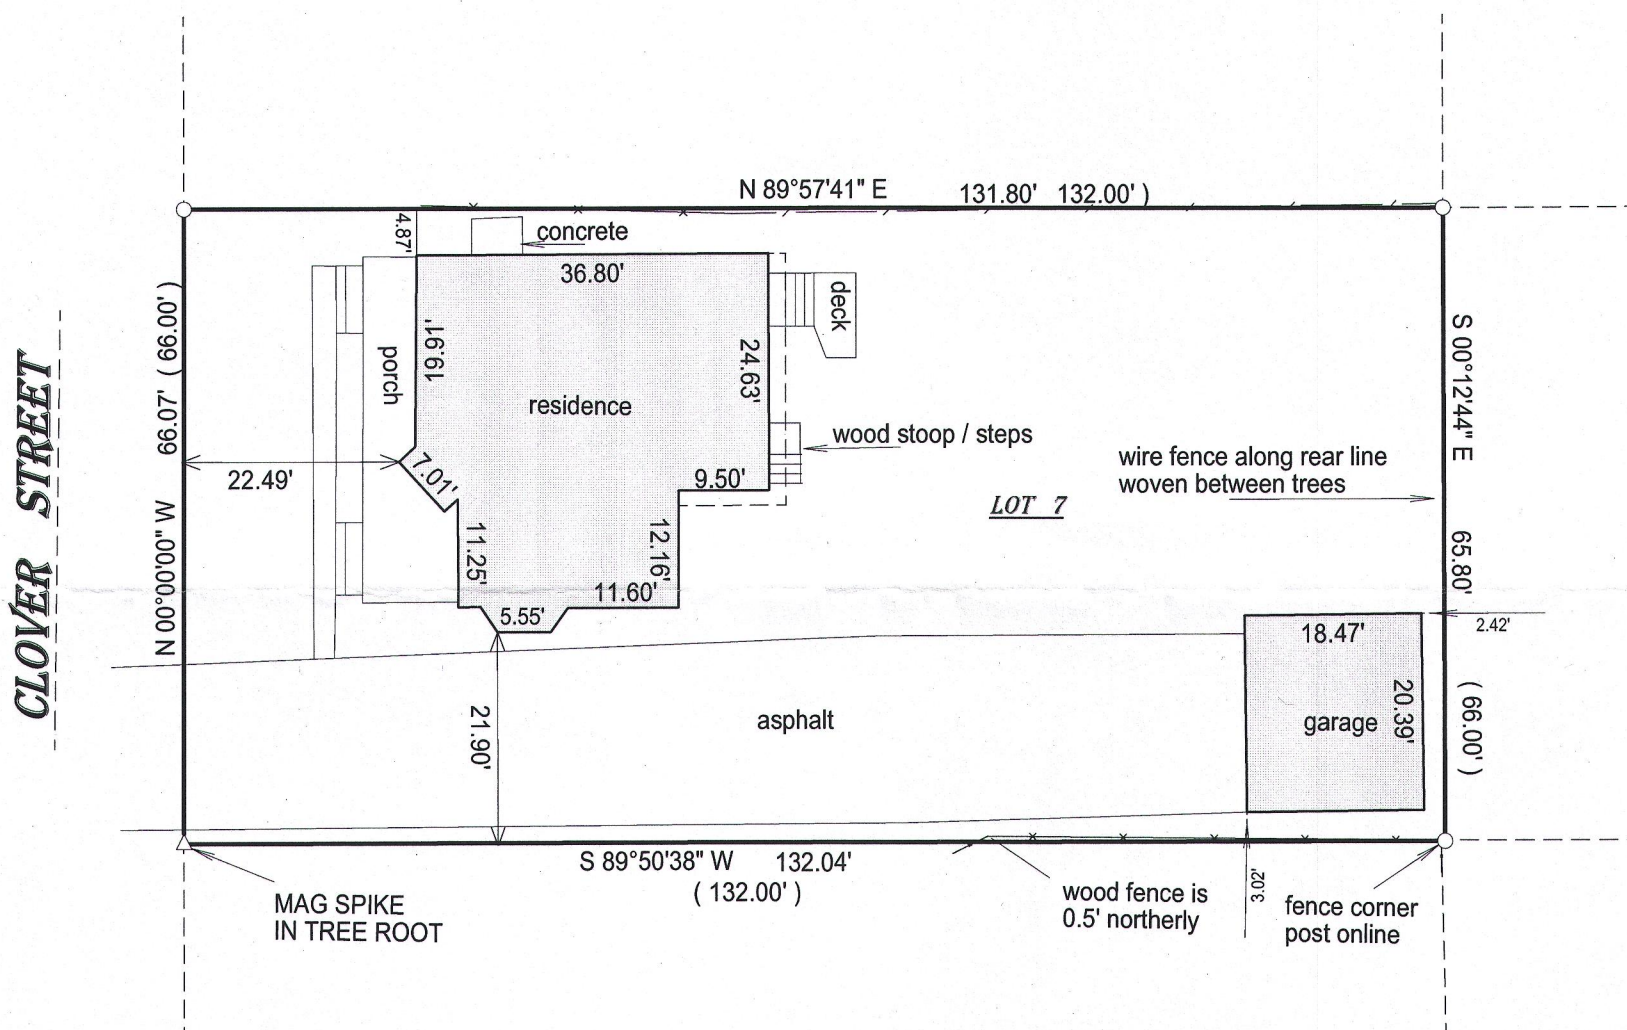 N 89°57'41" E 131.80' 132.00' )
4.87'
concrete
36.80'
deck
19.91'
porch
24.63'
residence
66.07' ( 66.00' )
N 00°00'00" W
CLOVER STREET
22.49'
7.01'
9.50'
wood stoop / steps
LOT 7
wire fence along rear line
woven between trees
S 00°12'44" E
65.80'
( 66.00' )
11.25'
12.16'
11.60'
5.55'
21.90'
asphalt
18.47'
2.42'
20.39'
garage
S 89°50'38" W 132.04'
( 132.00' )
MAG SPIKE
IN TREE ROOT
wood fence is
0.5' northerly
3.02'
fence corner
post online